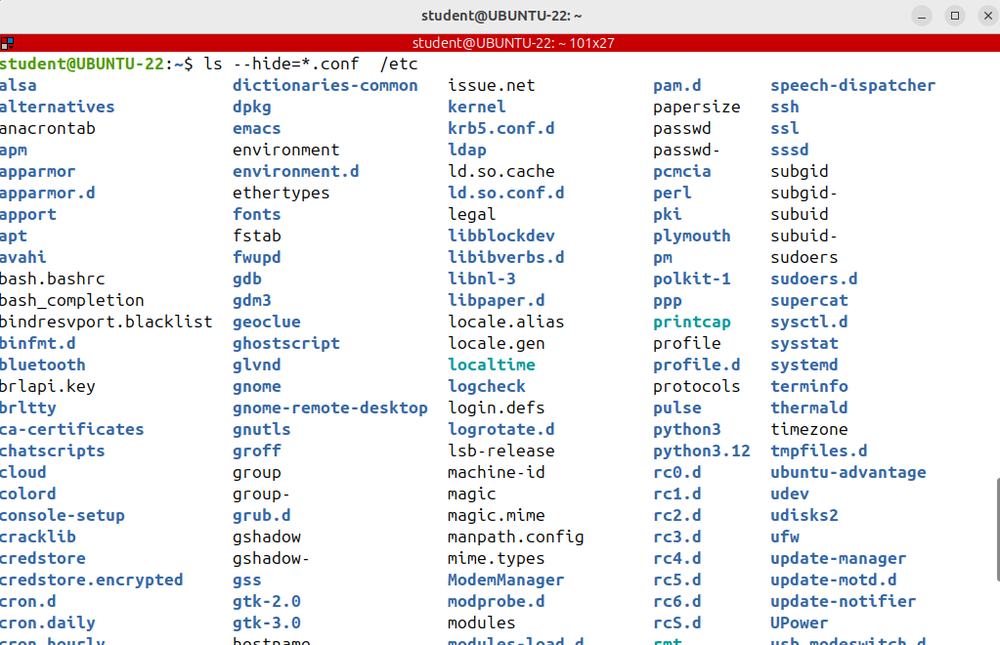 student@UBUNTU-22: ~
student@UBUNTU-22: ~ 101x27
student@UBUNTU-22:~$ ls --hide=*.conf  /etc
alsa dictionaries-common issue.net pam.d speech-dispatcher
alternatives dpkg kernel papersize ssh
anacrontab emacs krb5.conf.d passwd ssl
apm environment ldap passwd- sssd
apparmor environment.d ld.so.cache pcmcia subgid
apparmor.d ethertypes ld.so.conf.d perl subgid-
apport fonts legal pki subuid
apt fstab libblockdev plymouth subuid-
avahi fwupd libibverbs.d pm sudoers
bash.bashrc gdb libnl-3 polkit-1 sudoers.d
bash_completion gdm3 libpaper.d ppp supercat
bindresvport.blacklist geoclue locale.alias printcap sysctl.d
binfmt.d ghostscript locale.gen profile sysstat
bluetooth glvnd localtime profile.d systemd
brlapi.key gnome logcheck protocols terminfo
brltty gnome-remote-desktop login.defs pulse thermald
ca-certificates gnutls logrotate.d python3 timezone
chatscripts groff lsb-release python3.12 tmpfiles.d
cloud group machine-id rc0.d ubuntu-advantage
colord group- magic rc1.d udev
console-setup grub.d magic.mime rc2.d udisks2
cracklib gshadow manpath.config rc3.d ufw
credstore gshadow- mime.types rc4.d update-manager
credstore.encrypted gss ModemManager rc5.d update-motd.d
cron.d gtk-2.0 modprobe.d rc6.d update-notifier
cron.daily gtk-3.0 modules rcS.d UPower
cron.hourly hostname modules-load.d rmt usb_modeswitch.d